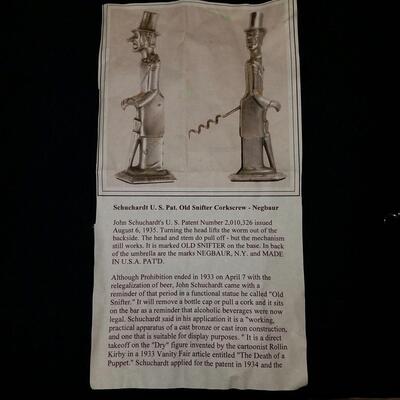 Schuchardt U. S. Pat. Old Snifter Corkscrew - Negbaur
John Schuchardt's U. S. Patent Number 2,010,326 issued
August 6, 1935. Turning the head lifts the worm out of the
backside. The head and stem do pull off - but the mechanism
still works. It is marked OLD SNIFTER on the base. In back
of the umbrella are the marks NEGBAUR, N.Y. and MADE
IN U.S.A. PAT'D.
Although Prohibition ended in 1933 on April 7 with the
relegalization of beer, John Schuchardt came with a
reminder of that period in a functional statue he called "Old
Snifter." It will remove a bottle cap or pull a cork and it sits
on the bar as a reminder that alcoholic beverages were now
legal. Schuchardt said in his application it is a "working,
practical apparatus of a cast bronze or cast iron construction,
and one that is suitable for display purposes. " It is a direct
takeoff on the "Dry" figure invented by the cartoonist Rollin
Kirby in a 1933 Vanity Fair article entitled "The Death of a
Puppet." Schuchardt applied for the patent in 1934 and the